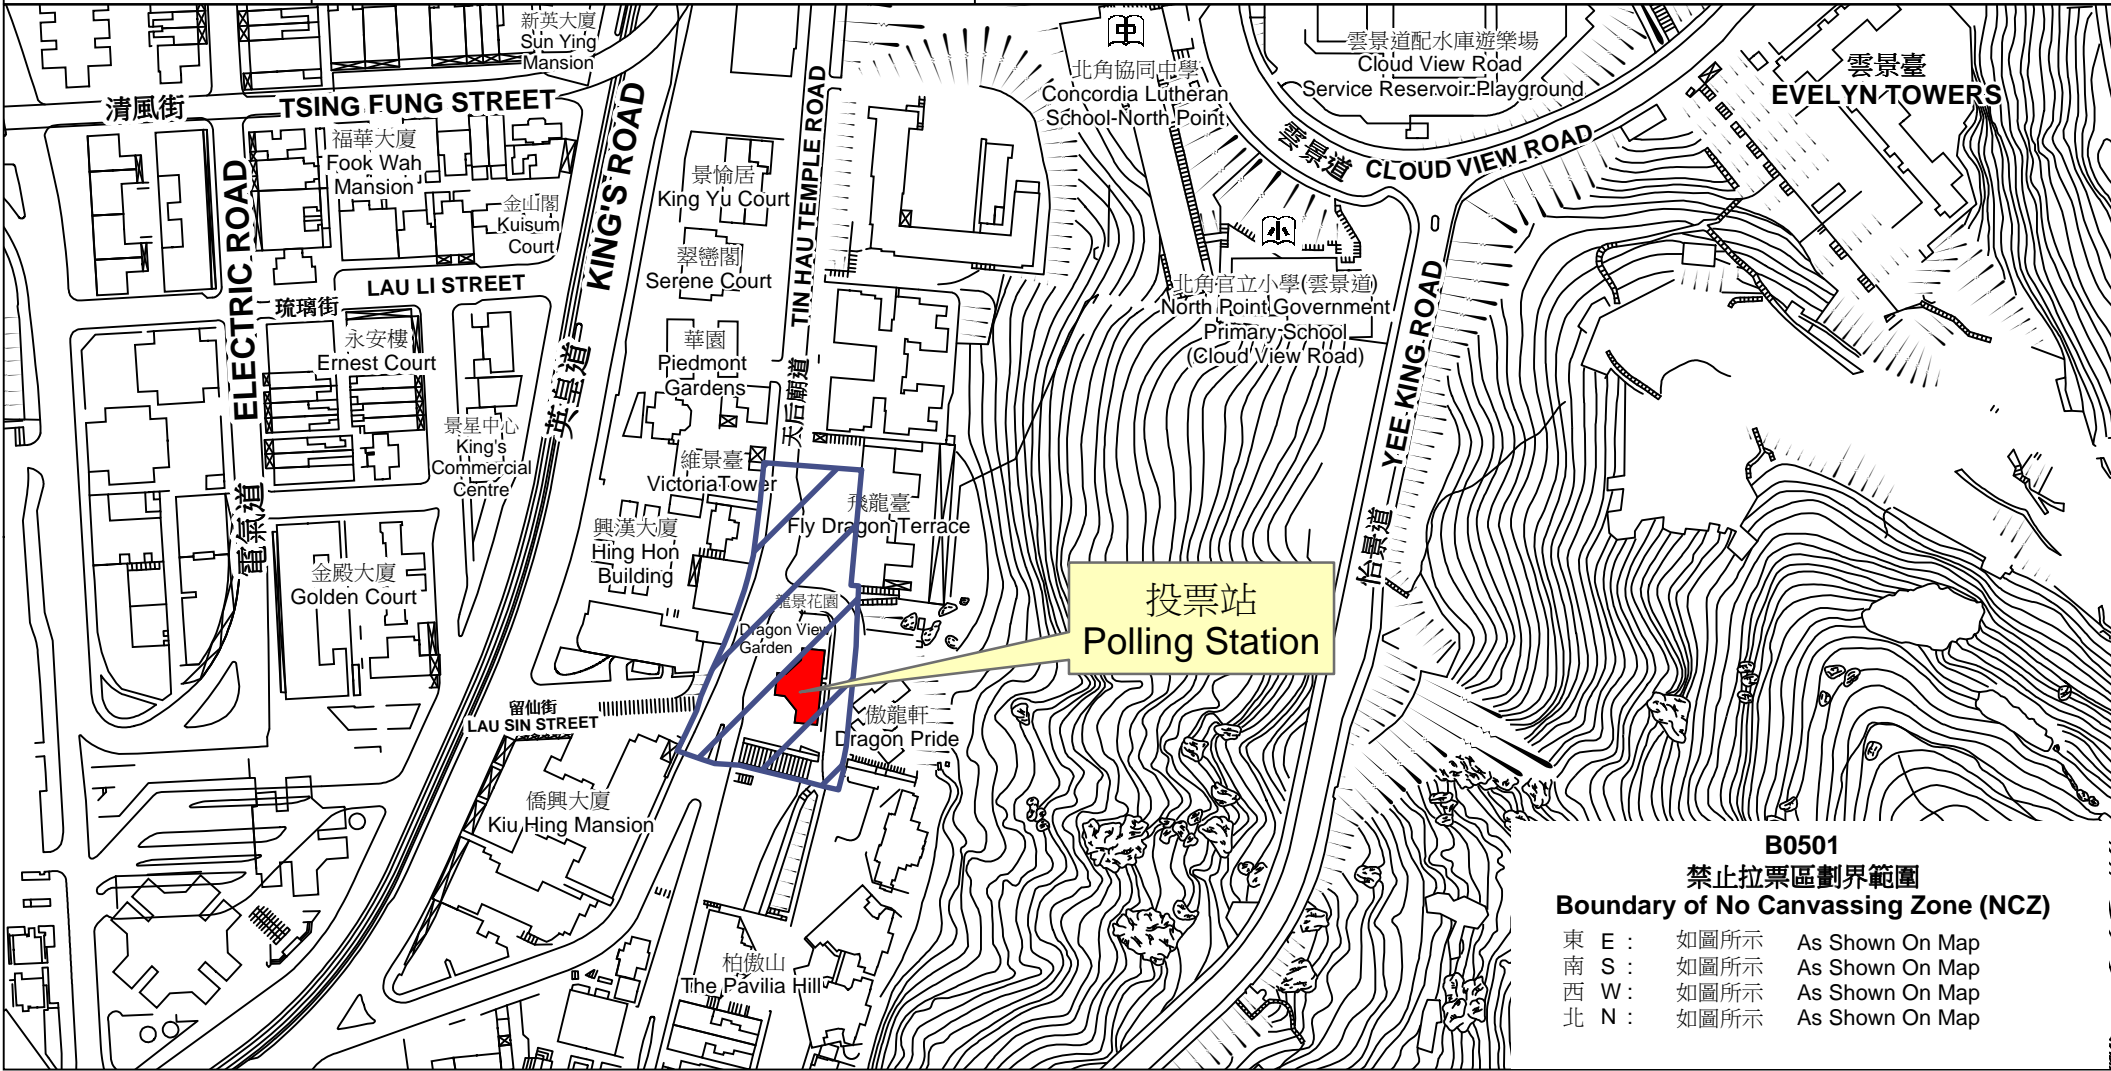 新英大廈
Sun Ying
Mansion
清風街
TSING FUNG STREET
福華大廈
Fook Wah
Mansion
金山閣
Kuisum
Court
KING'S ROAD
英皇道
ELECTRIC ROAD
電氣道
LAU LI STREET
琉璃街
永安樓
Ernest Court
景星中心
King's
Commercial
Centre
金殿大廈
Golden Court
景愉居
King Yu Court
翠巒閣
Serene Court
華園
Piedmont
Gardens
維景臺
VictoriaTower
興漢大廈
Hing Hon
Building
TIN HAU TEMPLE ROAD
天后廟道
飛龍臺
Fly Dragon Terrace
龍景花園
Dragon View
Garden
傲龍軒
Dragon Pride
留仙街
LAU SIN STREET
僑興大廈
Kiu Hing Mansion
柏傲山
The Pavilia Hill
中
北角協同中學
Concordia Lutheran
School-North Point
雲景道配水庫遊樂場
Cloud View Road
Service Reservoir Playground
雲景臺
EVELYN TOWERS
雲景道 CLOUD VIEW ROAD
小
北角官立小學(雲景道)
North Point Government
Primary School
(Cloud View Road)
YEE KING ROAD
怡景道
投票站
Polling Station
B0501
禁止拉票區劃界範圍
Boundary of No Canvassing Zone (NCZ)
東 E : 如圖所示 As Shown On Map
南 S : 如圖所示 As Shown On Map
西 W : 如圖所示 As Shown On Map
北 N : 如圖所示 As Shown On Map